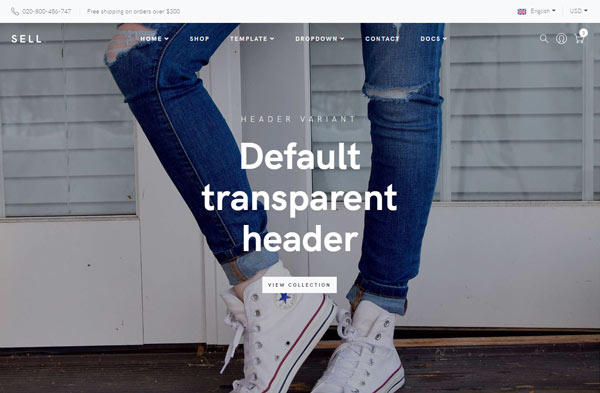 020-800-456-747 Free shipping on orders over $300 English USD
SELL HOME SHOP TEMPLATE DROPDOWN CONTACT DOCS
HEADER VARIANT
Default
transparent
header
VIEW COLLECTION